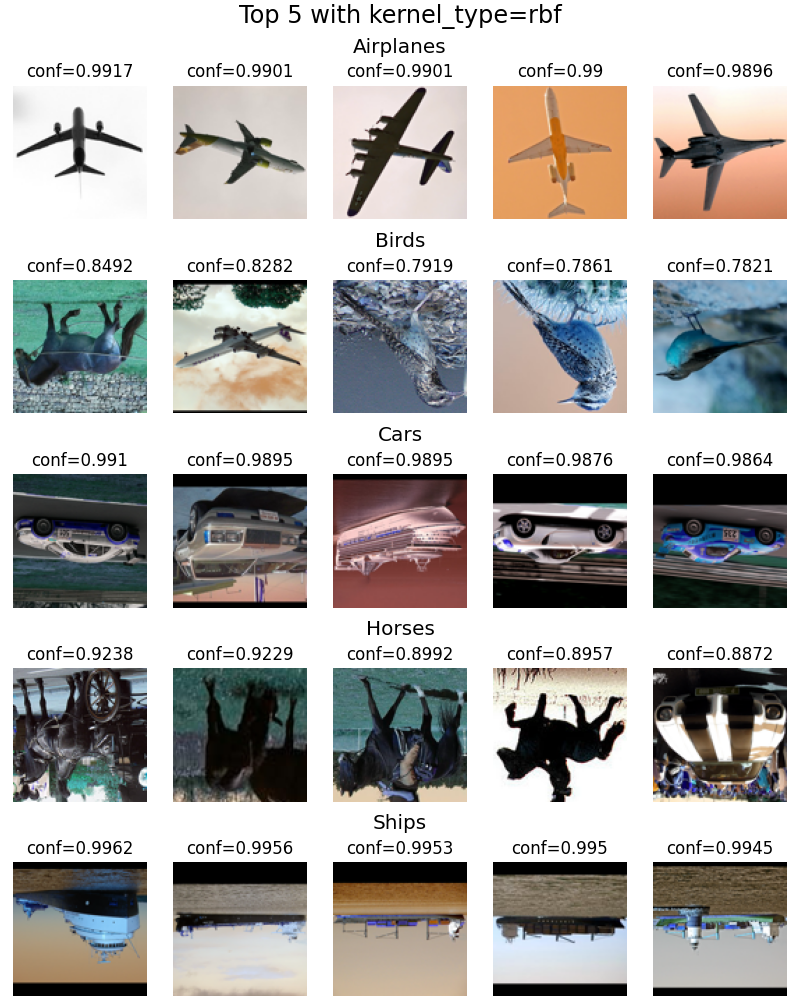 Top 5 with kernel_type=rbf
Airplanes
conf=0.9917 conf=0.9901 conf=0.9901 conf=0.99 conf=0.9896
Birds
conf=0.8492 conf=0.8282 conf=0.7919 conf=0.7861 conf=0.7821
Cars
conf=0.991 conf=0.9895 conf=0.9895 conf=0.9876 conf=0.9864
Horses
conf=0.9238 conf=0.9229 conf=0.8992 conf=0.8957 conf=0.8872
Ships
conf=0.9962 conf=0.9956 conf=0.9953 conf=0.995 conf=0.9945